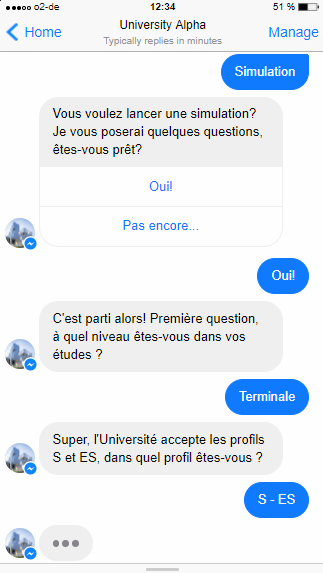 o2-de 12:34 51 %
Home University Alpha Manage
Typically replies in minutes
Simulation
Vous voulez lancer une simulation?
Je vous poserai quelques questions,
êtes-vous prêt?
Oui!
Pas encore...
Oui!
C'est parti alors! Première question,
à quel niveau êtes-vous dans vos
études ?
Terminale
Super, l'Université accepte les profils
S et ES, dans quel profil êtes-vous ?
S - ES